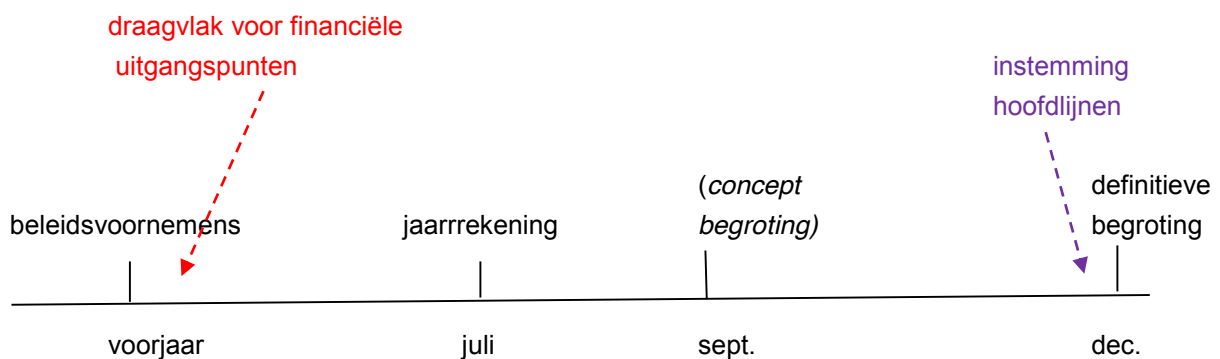 draagvlak voor financiële
uitgangspunten
instemming
hoofdlijnen
(concept
begroting)
definitieve
begroting
beleidsvoornemens
jaarrrekening
voorjaar
juli
sept.
dec.